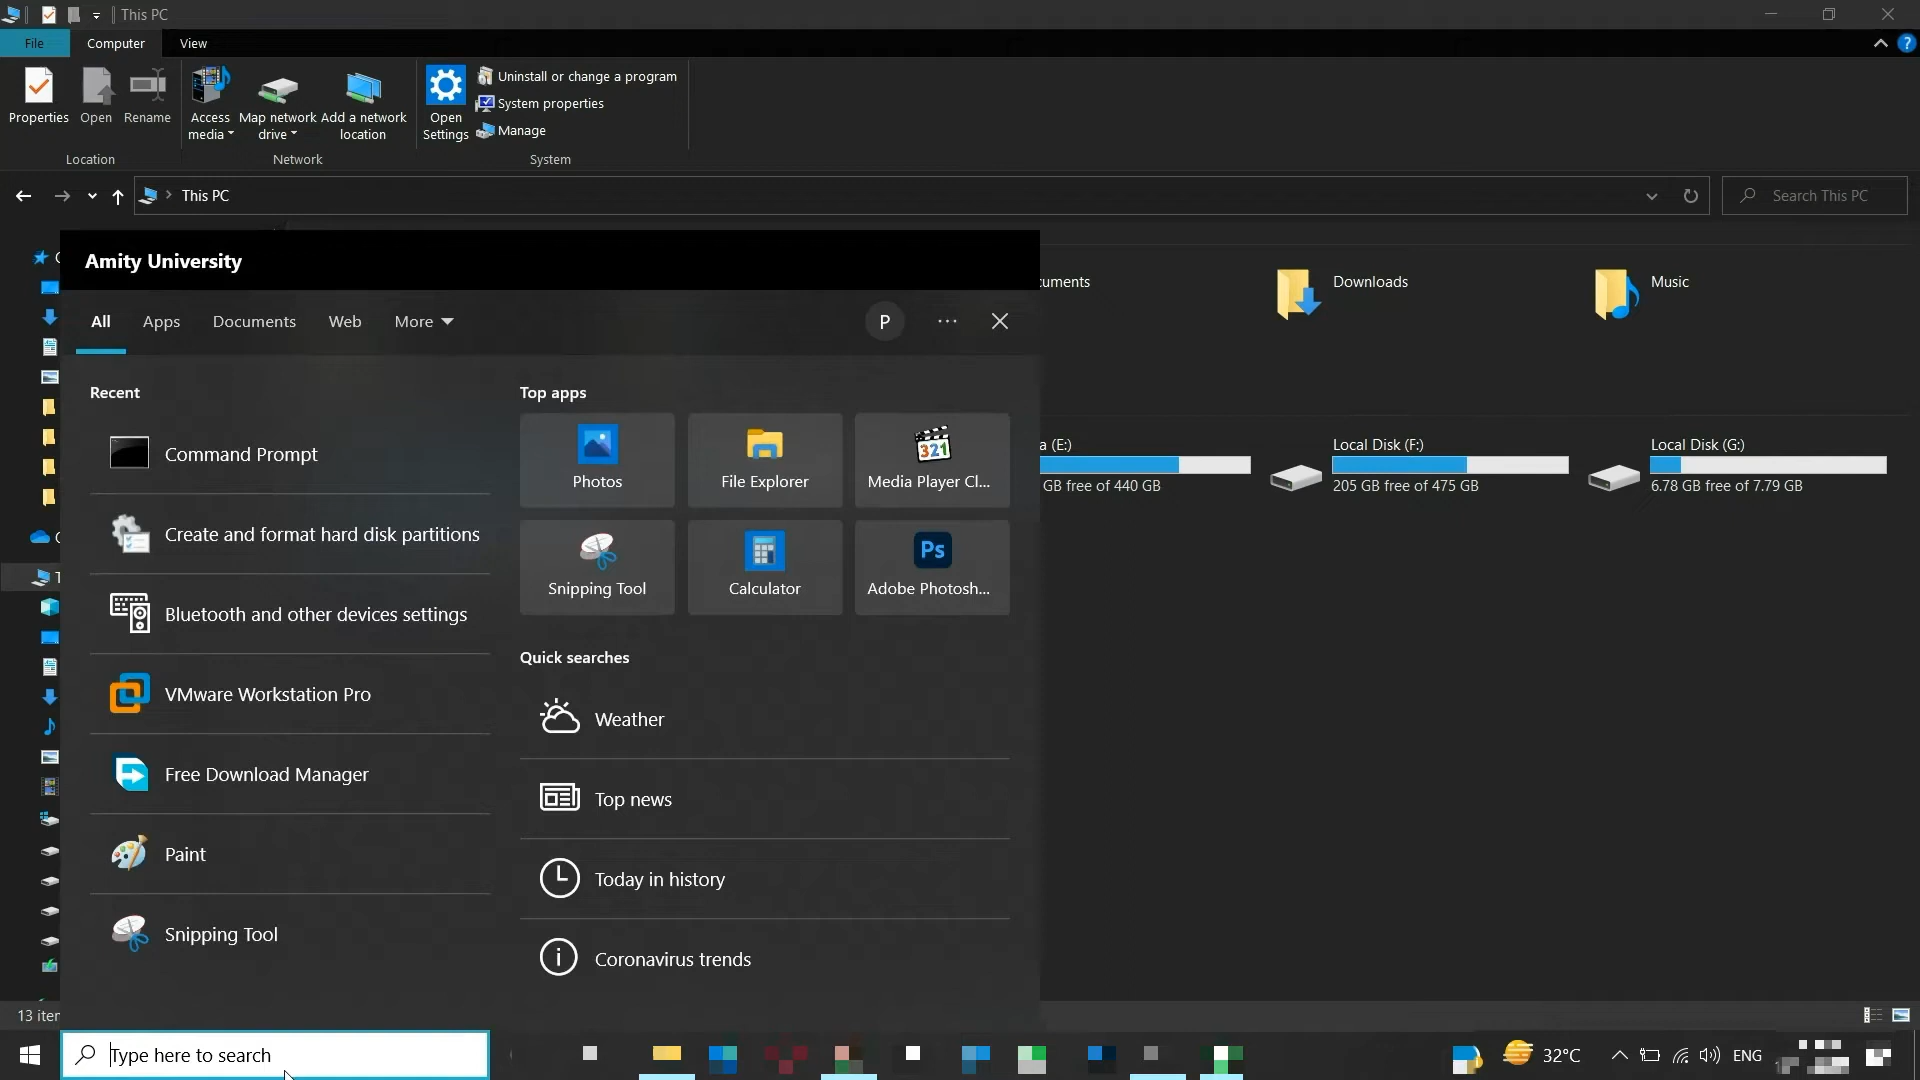 This PC
File
Computer
View
Properties
Open
Rename
Access media
Map network drive
Add a network location
Open Settings
Uninstall or change a program
System properties
Manage
Location
Network
System
This PC
Search This PC
Amity University
All
Apps
Documents
Web
More
P
Recent
Command Prompt
Create and format hard disk partitions
Bluetooth and other devices settings
VMware Workstation Pro
Free Download Manager
Paint
Snipping Tool
Top apps
Photos
File Explorer
321
Media Player Cl...
Snipping Tool
Calculator
Ps
Adobe Photosh...
Quick searches
Weather
Top news
Today in history
Coronavirus trends
cuments
Downloads
Music
a (E:)
GB free of 440 GB
Local Disk (F:)
205 GB free of 475 GB
Local Disk (G:)
6.78 GB free of 7.79 GB
13 iter
Type here to search
32°C
ENG